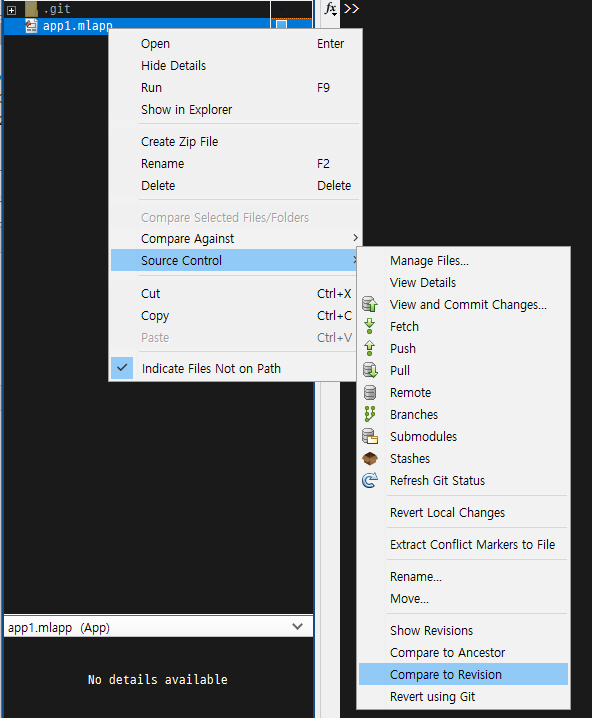 .git
fx >>
app1.mlapp
Open Enter
Hide Details
Run F9
Show in Explorer
Create Zip File
Rename F2
Delete Delete
Compare Selected Files/Folders
Compare Against
Source Control
Cut Ctrl+X
Copy Ctrl+C
Paste Ctrl+V
Indicate Files Not on Path
Manage Files...
View Details
View and Commit Changes...
Fetch
Push
Pull
Remote
Branches
Submodules
Stashes
Refresh Git Status
Revert Local Changes
Extract Conflict Markers to File
Rename...
Move...
Show Revisions
Compare to Ancestor
Compare to Revision
Revert using Git
app1.mlapp (App)
No details available